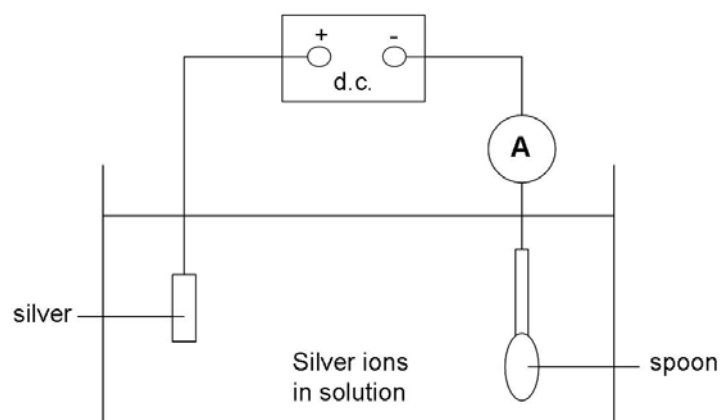 + -
d.c.
A
silver
Silver ions
in solution
spoon